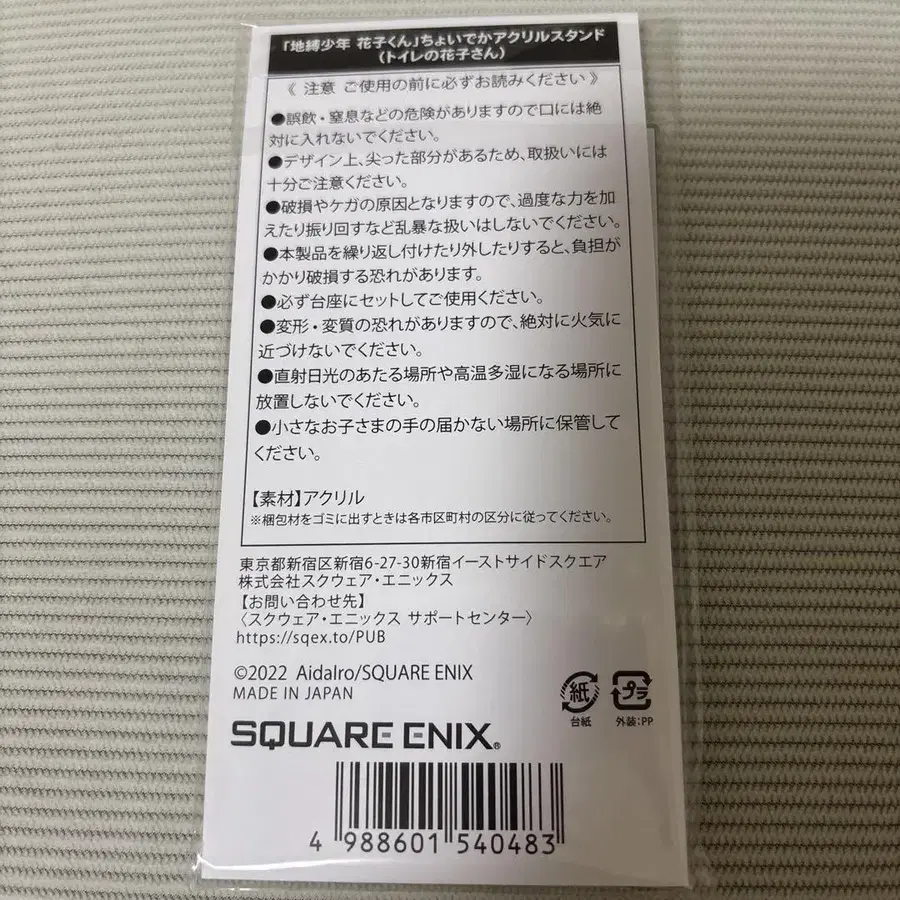 「地縛少年 花子くん」ちょいでかアクリルスタンド
(トイレの花子さん)
《 注意 ご使用の前に必ずお読みください 》
●誤飲・窒息などの危険がありますので口には絶
対に入れないでください。
●デザイン上、尖った部分があるため、取扱いには
十分ご注意ください。
●破損やケガの原因となりますので、過度な力を加
えたり振り回すなど乱暴な扱いはしないでください。
●本製品を繰り返し付けたり外したりすると、負担が
かかり破損する恐れがあります。
●必ず台座にセットしてご使用ください。
●変形・変質の恐れがありますので、絶対に火気に
近づけないでください。
●直射日光のあたる場所や高温多湿になる場所に
放置しないでください。
●小さなお子さまの手の届かない場所に保管して
ください。
【素材】アクリル
※梱包材をゴミに出すときは各市区町村の区分に従ってください。
東京都新宿区新宿6-27-30新宿イーストサイドスクエア
株式会社スクウェア・エニックス
【お問い合わせ先】
〈スクウェア・エニックス サポートセンター〉
https://sqex.to/PUB
©2022 AidaIro/SQUARE ENIX
MADE IN JAPAN
紙 プラ
台紙 外装:PP
SQUARE ENIX®
4 988601 540483